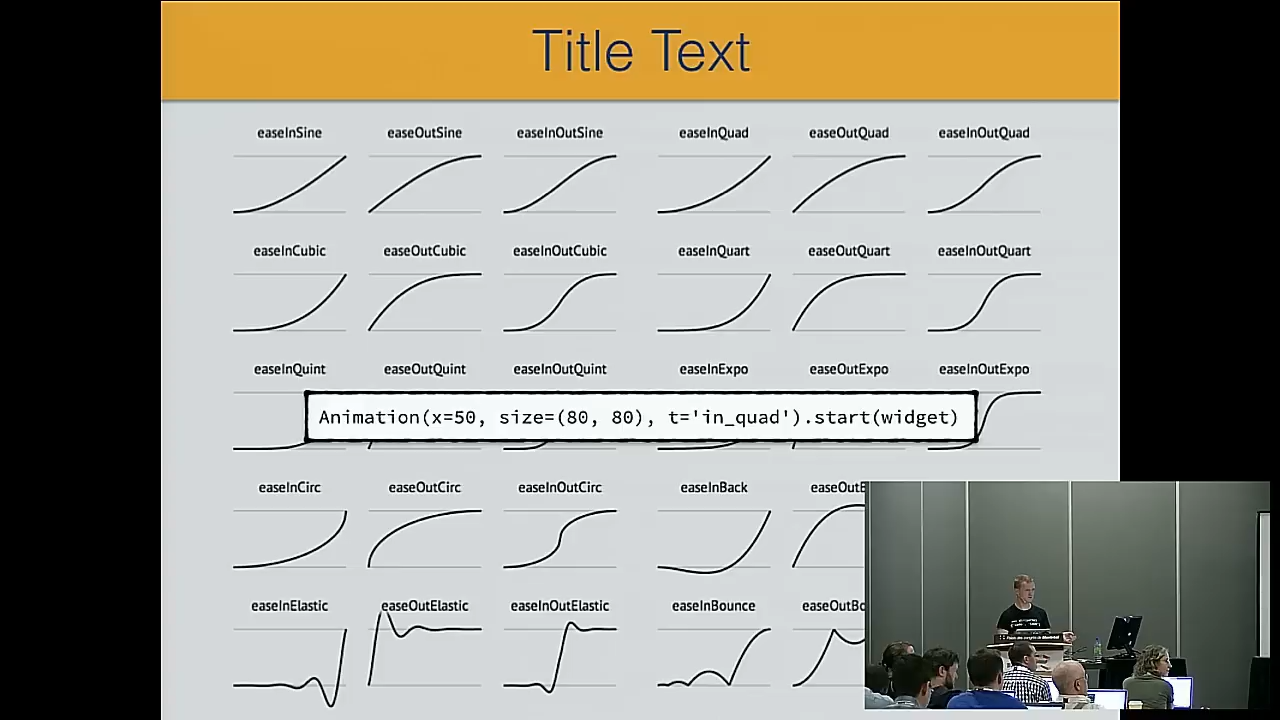 Title Text
easeInSine easeOutSine easeInOutSine easeInQuad easeOutQuad easeInOutQuad
easeInCubic easeOutCubic easeInOutCubic easeInQuart easeOutQuart easeInOutQuart
easeInQuint easeOutQuint easeInOutQuint easeInExpo easeOutExpo easeInOutExpo
Animation(x=50, size=(80, 80), t='in_quad').start(widget)
easeInCirc easeOutCirc easeInOutCirc easeInBack
easeInElastic easeOutElastic easeInOutElastic easeInBounce